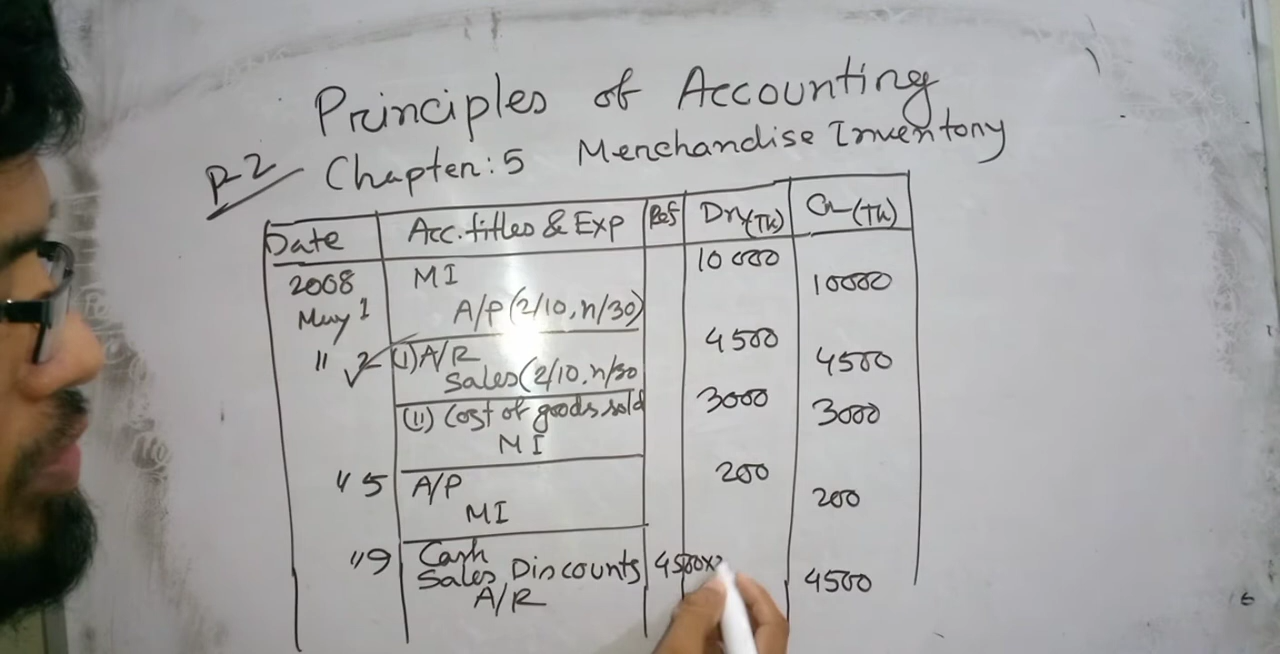 Principles of Accounting
P-2 Chapter: 5 Merchandise Inventory
Date Acc. titles & Exp Ref Dr (Tk) Cr (Tk)
2008 MI 10000
May 1 A/P (2/10, n/30) 10000
" 2 (i) A/R 4500
Sales (2/10, n/30 4500
(ii) Cost of goods sold 3000
MI 3000
" 5 A/P 200
MI 200
" 9 Cash
Sales Discounts 4500x
A/R 4500